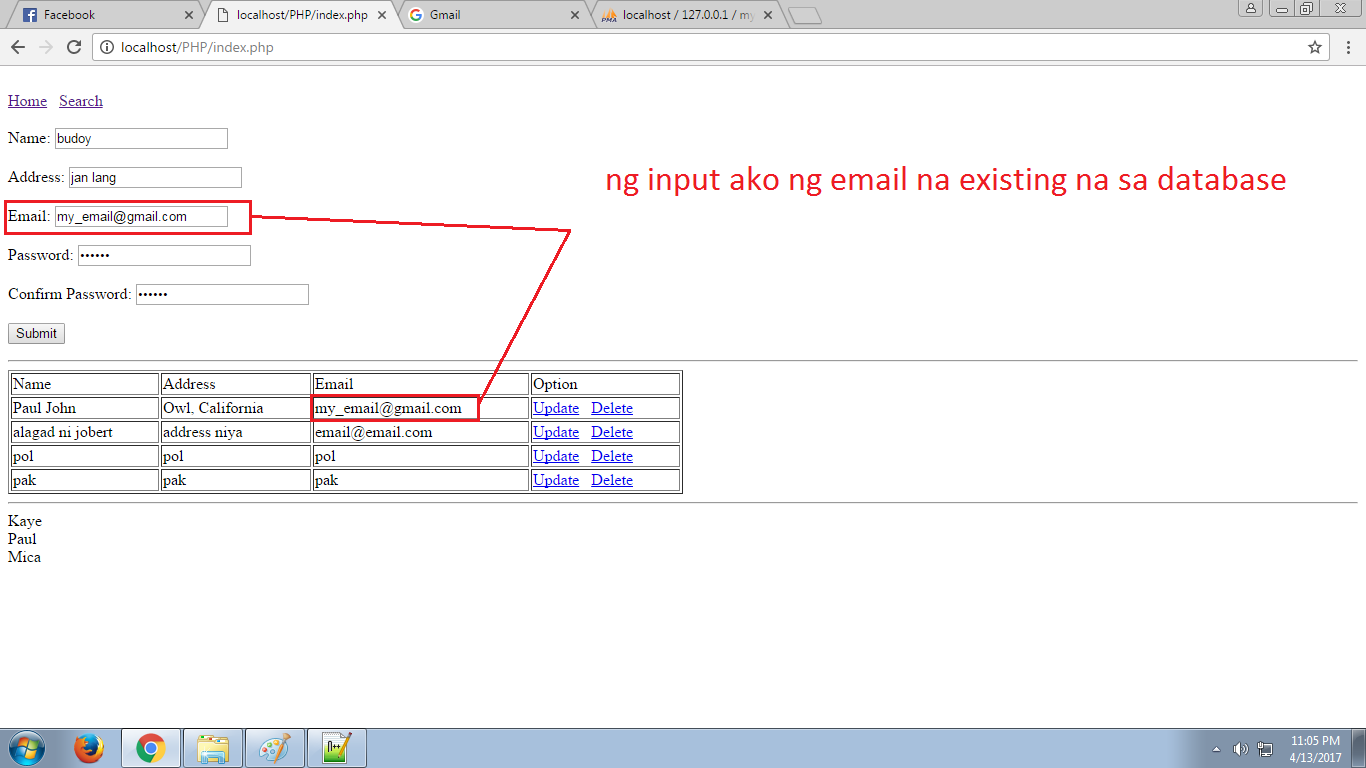 Facebook
localhost/PHP/index.php
Gmail
PMA
localhost / 127.0.0.1 / my
localhost/PHP/index.php
Home Search
Name: budoy
Address: jan lang
ng input ako ng email na existing na sa database
Email: my_email@gmail.com
Password: ••••••
Confirm Password: ••••••
Submit
Name Address Email Option
Paul John Owl, California my_email@gmail.com Update Delete
alagad ni jobert address niya email@email.com Update Delete
pol pol pol Update Delete
pak pak pak Update Delete
Kaye
Paul
Mica
11:05 PM
4/13/2017